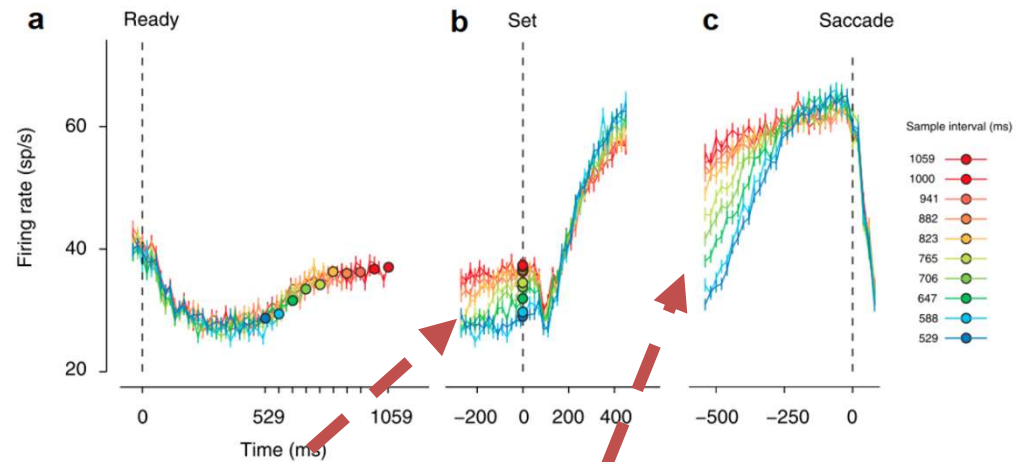 a
Ready
b
Set
c
Saccade
Firing rate (sp/s)
60
40
20
0
529
1059
Time (ms)
−200
0
200
400
−500
−250
0
Sample interval (ms)
1059
1000
941
882
823
765
706
647
588
529